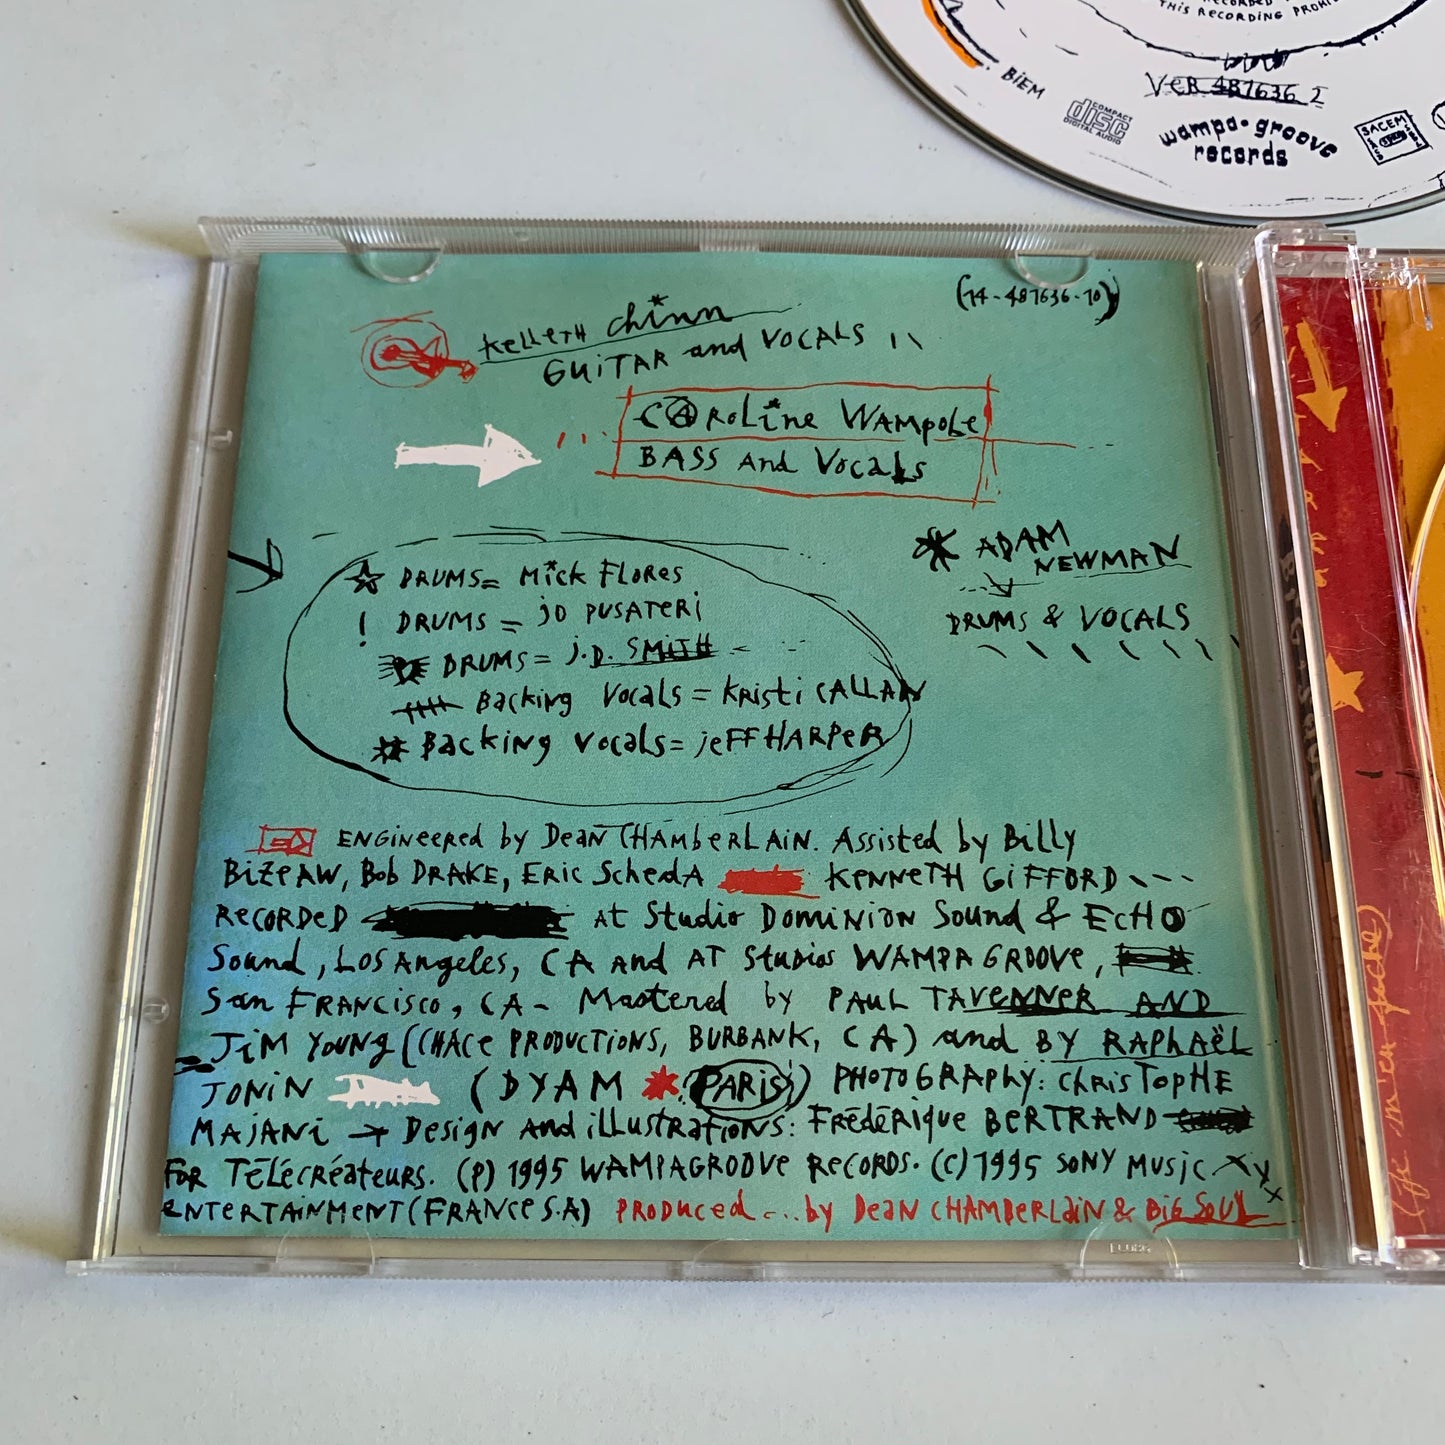 THIS RECORDING
BIEM
VER 487636 2
COMPACT
disc
DIGITAL AUDIO
wampa-groove
records
SACEM
(14-487636-10)
KELLETH CHINN
GUITAR and VOCALS
CAROLINE WAMPOLE
BASS and Vocals
ADAM
NEWMAN
DRUMS & VOCALS
DRUMS= Mick FLORES
! DRUMS = jo PUSATERi
DRUMS= J.D. SMITH
Backing Vocals = Kristi CALLAN
Backing Vocals= jeFF HARPER
ENGiNeeRed by Dean CHAMbeRLAiN. Assisted by Billy
BizeAW, Bob DRAKE, ERiC ScHedA KENNETH GiFFORD
RecoRDeD AT Studio DOMiNiON Sound & EcHO
Sound, LOS Angeles, CA And AT Studios WAMPA GROOVE,
San FRANCiSCO, CA - Mastered by PAUL TAVENNER AND
JiM YOUNg (CHACe PRODUCTiONS, BURBANK, CA) and BY RAPhAËL
JONiN (DYAM (PARiS)) PHOTOGRAPhy: CHRiSTOPHE
MAJANi → Design And iLLUSTRATiONS: FRÉDÉRiQUE BERTRAND
FOR TÉLÉCRÉATEURS. (P) 1995 WAMPAGROOVE RECORDS. (C) 1995 SONY MUSiC
ENTERTAiNMENT (FRANCE S.A) PRODUCED ... by DeAN CHAMBERLAiN & BiG SOUL